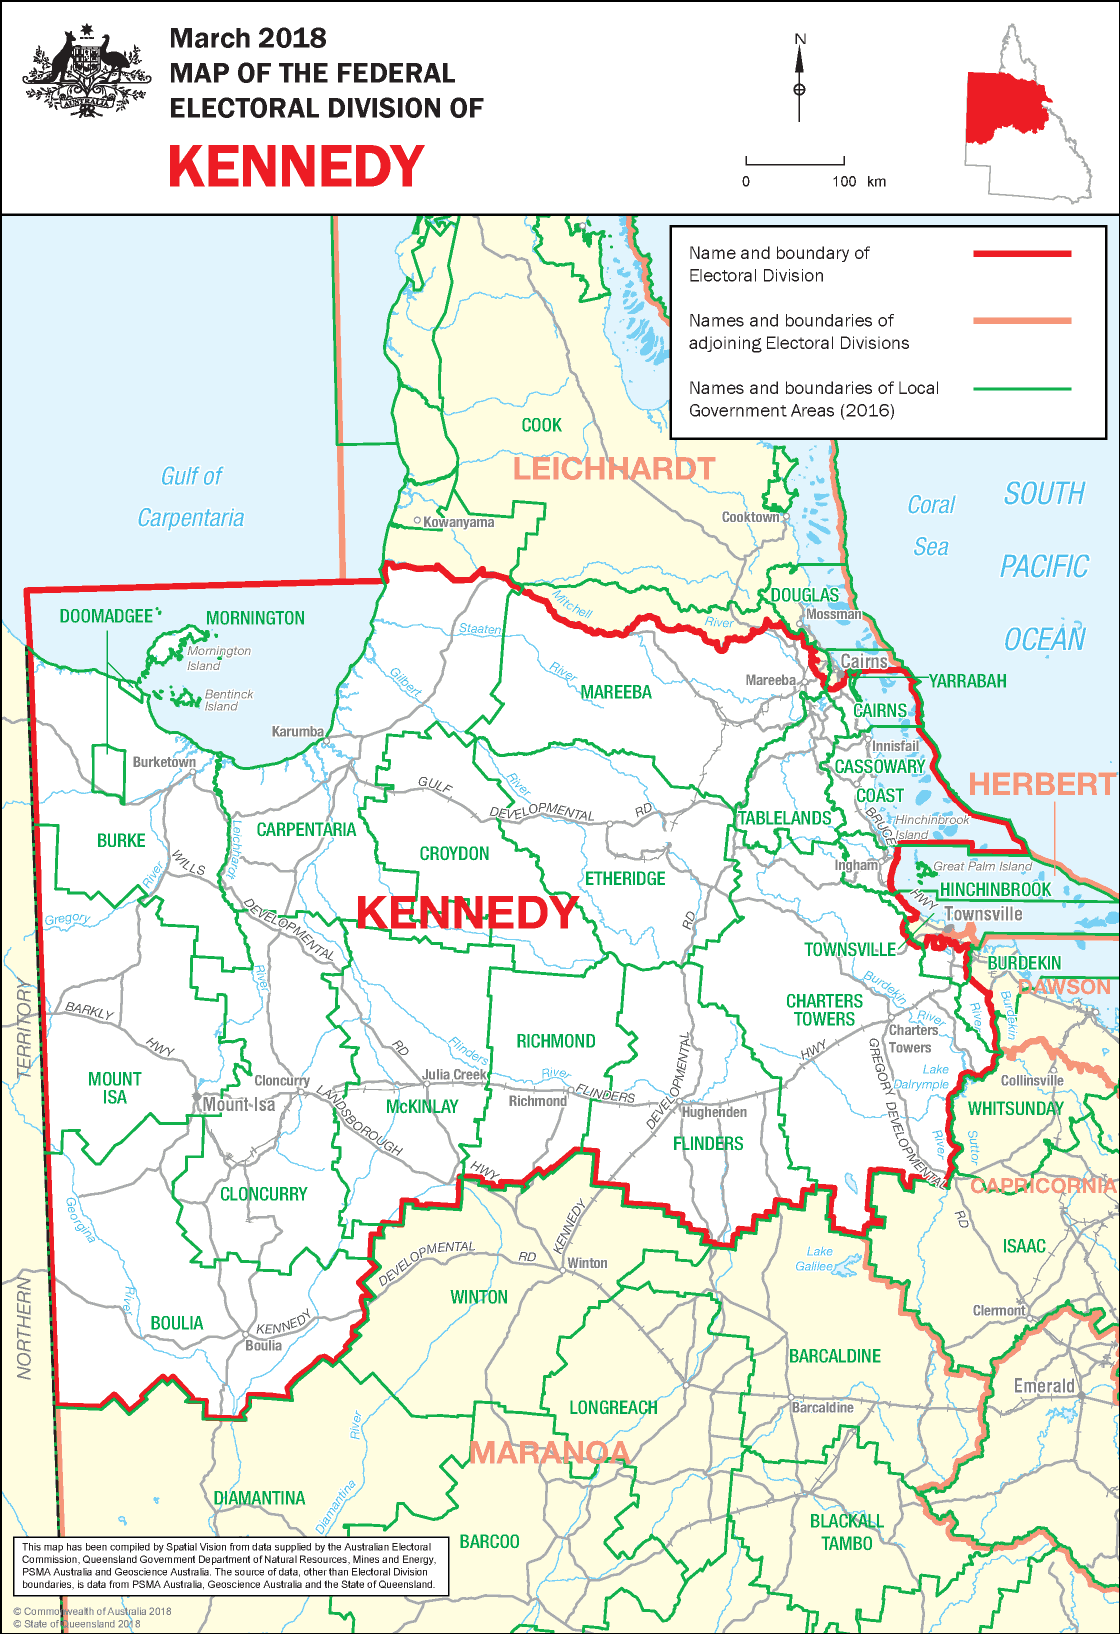 March 2018
MAP OF THE FEDERAL
ELECTORAL DIVISION OF
KENNEDY
AUSTRALIA
N
0 100 km
Name and boundary of
Electoral Division
Names and boundaries of
adjoining Electoral Divisions
Names and boundaries of Local
Government Areas (2016)
COOK
LEICHHARDT
Gulf of
Carpentaria
Coral
Sea
SOUTH
PACIFIC
OCEAN
Kowanyama
Cooktown
DOUGLAS
Mossman
DOOMADGEE
MORNINGTON
Mornington
Island
Bentinck
Island
Mitchell
River
Staaten
River
Gilbert
River
MAREEBA
Mareeba
Cairns
YARRABAH
CAIRNS
Karumba
Burketown
Innisfail
CASSOWARY
COAST
HERBERT
GULF
DEVELOPMENTAL
RD
TABLELANDS
BRUCE
HWY
Hinchinbrook
Island
BURKE
CARPENTARIA
Leichhardt
River
CROYDON
ETHERIDGE
Ingham
Great Palm Island
HINCHINBROOK
WILLS
DEVELOPMENTAL
RD
River
Gregory
KENNEDY
RD
Townsville
TOWNSVILLE
BURDEKIN
DAWSON
Burdekin
River
Burdekin
River
TERRITORY
BARKLY
HWY
CHARTERS
TOWERS
Charters
Towers
RICHMOND
Flinders
River
HWY
GREGORY DEVELOPMENTAL
RD
Lake
Dalrymple
Collinsville
MOUNT
ISA
Cloncurry
Julia Creek
Mount Isa
LANDSBOROUGH
HWY
McKINLAY
Richmond
FLINDERS
DEVELOPMENTAL
Hughenden
FLINDERS
WHITSUNDAY
River
Suttor
CAPRICORNIA
CLONCURRY
Georgina
River
KENNEDY
DEVELOPMENTAL
RD
Winton
WINTON
Lake
Galilee
ISAAC
NORTHERN
BOULIA
KENNEDY
Boulia
Clermont
BARCALDINE
Emerald
LONGREACH
Barcaldine
River
Diamantina
MARANOA
DIAMANTINA
BARCOO
BLACKALL
TAMBO
This map has been compiled by Spatial Vision from data supplied by the Australian Electoral
Commission, Queensland Government Department of Natural Resources, Mines and Energy,
PSMA Australia and Geoscience Australia. The source of data, other than Electoral Division
boundaries, is data from PSMA Australia, Geoscience Australia and the State of Queensland.
© Commonwealth of Australia 2018
© State of Queensland 2018